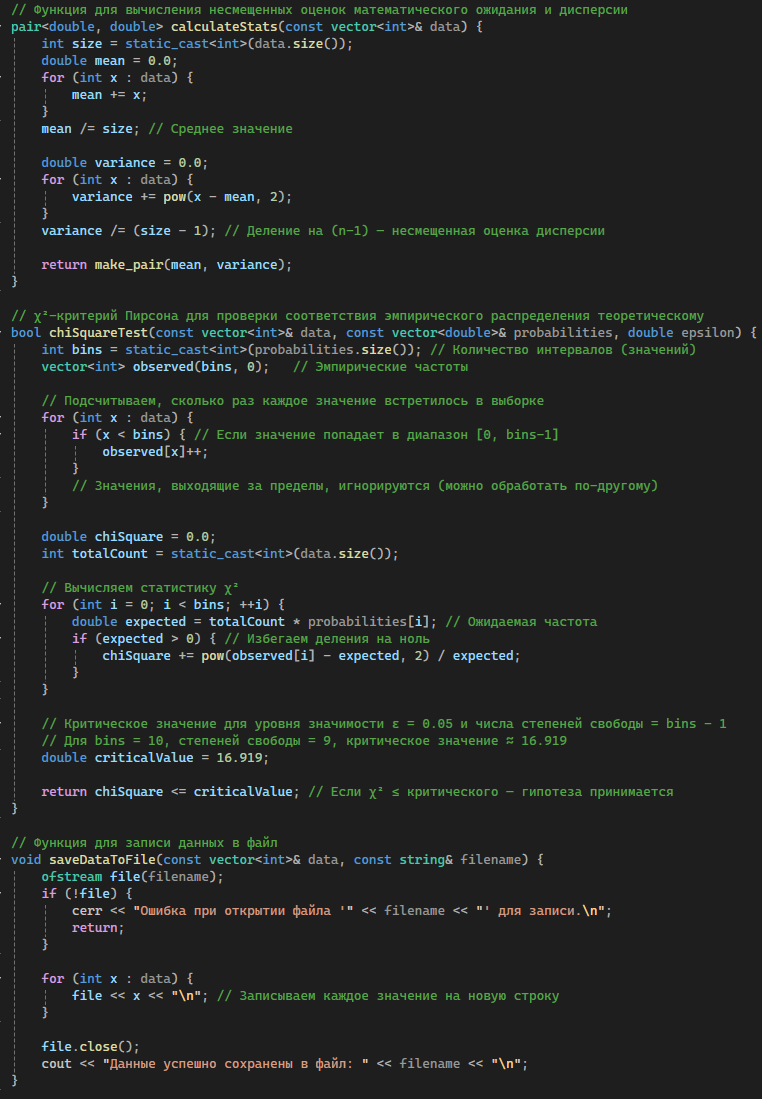 // Функция для вычисления несмещенных оценок математического ожидания и дисперсии
pair<double, double> calculateStats(const vector<int>& data) {
    int size = static_cast<int>(data.size());
    double mean = 0.0;
    for (int x : data) {
        mean += x;
    }
    mean /= size; // Среднее значение

    double variance = 0.0;
    for (int x : data) {
        variance += pow(x - mean, 2);
    }
    variance /= (size - 1); // Деление на (n-1) — несмещенная оценка дисперсии

    return make_pair(mean, variance);
}

// χ²-критерий Пирсона для проверки соответствия эмпирического распределения теоретическому
bool chiSquareTest(const vector<int>& data, const vector<double>& probabilities, double epsilon) {
    int bins = static_cast<int>(probabilities.size()); // Количество интервалов (значений)
    vector<int> observed(bins, 0);   // Эмпирические частоты

    // Подсчитываем, сколько раз каждое значение встретилось в выборке
    for (int x : data) {
        if (x < bins) { // Если значение попадает в диапазон [0, bins-1]
            observed[x]++;
        }
        // Значения, выходящие за пределы, игнорируются (можно обработать по-другому)
    }

    double chiSquare = 0.0;
    int totalCount = static_cast<int>(data.size());

    // Вычисляем статистику χ²
    for (int i = 0; i < bins; ++i) {
        double expected = totalCount * probabilities[i]; // Ожидаемая частота
        if (expected > 0) { // Избегаем деления на ноль
            chiSquare += pow(observed[i] - expected, 2) / expected;
        }
    }

    // Критическое значение для уровня значимости ε = 0.05 и числа степеней свободы = bins - 1
    // Для bins = 10, степеней свободы = 9, критическое значение ≈ 16.919
    double criticalValue = 16.919;

    return chiSquare <= criticalValue; // Если χ² ≤ критического — гипотеза принимается
}

// Функция для записи данных в файл
void saveDataToFile(const vector<int>& data, const string& filename) {
    ofstream file(filename);
    if (!file) {
        cerr << "Ошибка при открытии файла '" << filename << "' для записи.\n";
        return;
    }

    for (int x : data) {
        file << x << "\n"; // Записываем каждое значение на новую строку
    }

    file.close();
    cout << "Данные успешно сохранены в файл: " << filename << "\n";
}